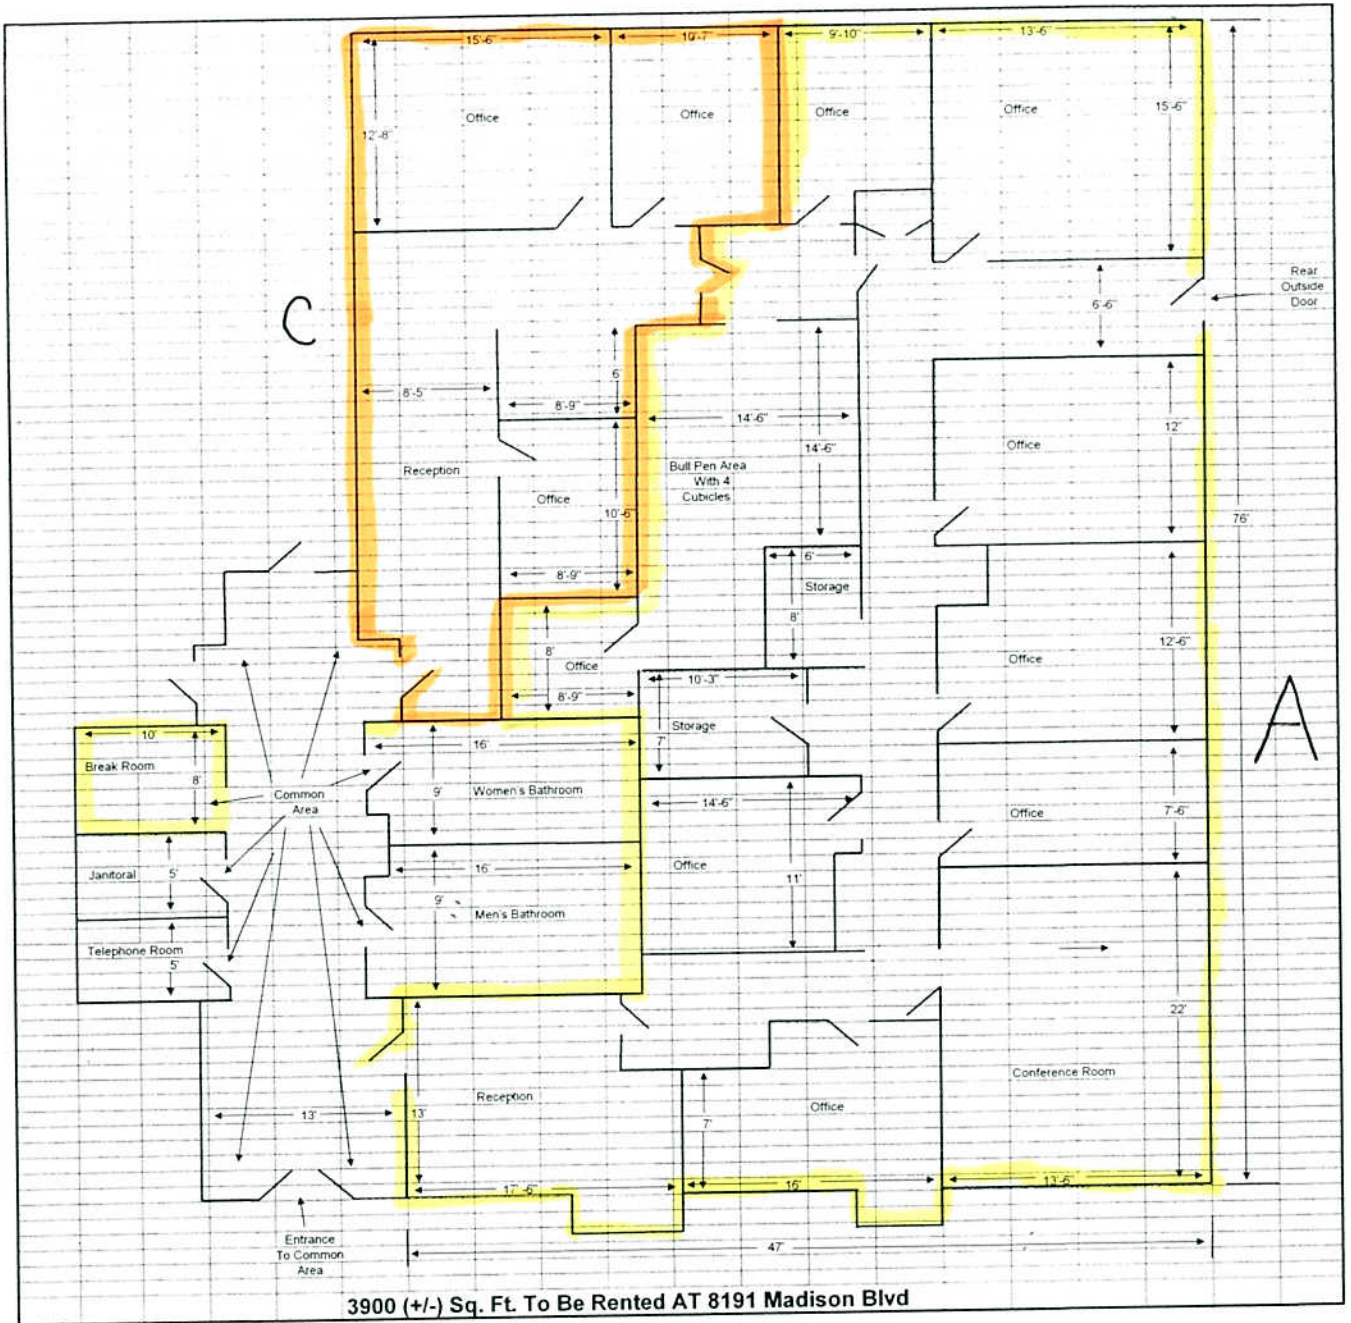 15'-6"
10'-7"
9'-10"
13'-6"
Office
Office
Office
Office
12'-8"
15'-6"
Rear
Outside
Door
6'-6"
C
6'
8'-5"
8'-9"
14'-6"
14'-6"
12"
Office
Reception
Bull Pen Area
With 4
Cubicles
Office
10'-6"
76'
8'-9"
6'
Storage
8'
8'
Office
8'-9"
12'-6"
Office
10'-3"
Storage
7'
A
10'
Break Room
8'
16'
9'
Women's Bathroom
Common
Area
14'-6"
7'-6"
Office
Janitoral
5'
16'
9'
Men's Bathroom
Office
11'
Telephone Room
5'
22'
Conference Room
Reception
Office
13'
13'
7'
17'-6"
16'
13'-6"
Entrance
To Common
Area
47'
3900 (+/-) Sq. Ft. To Be Rented AT 8191 Madison Blvd